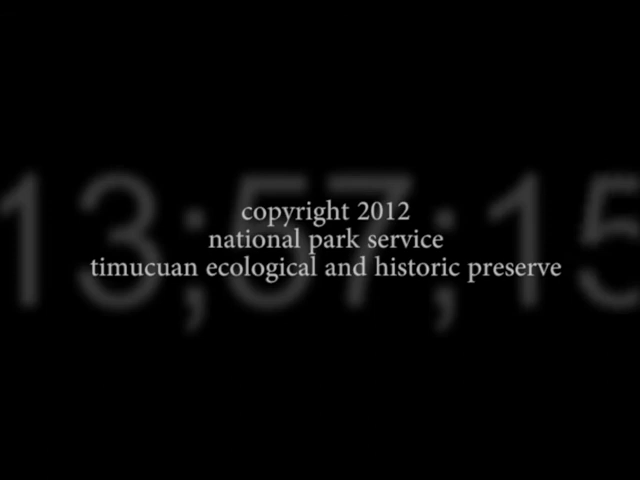 13;57;15
copyright 2012
national park service
timucuan ecological and historic preserve